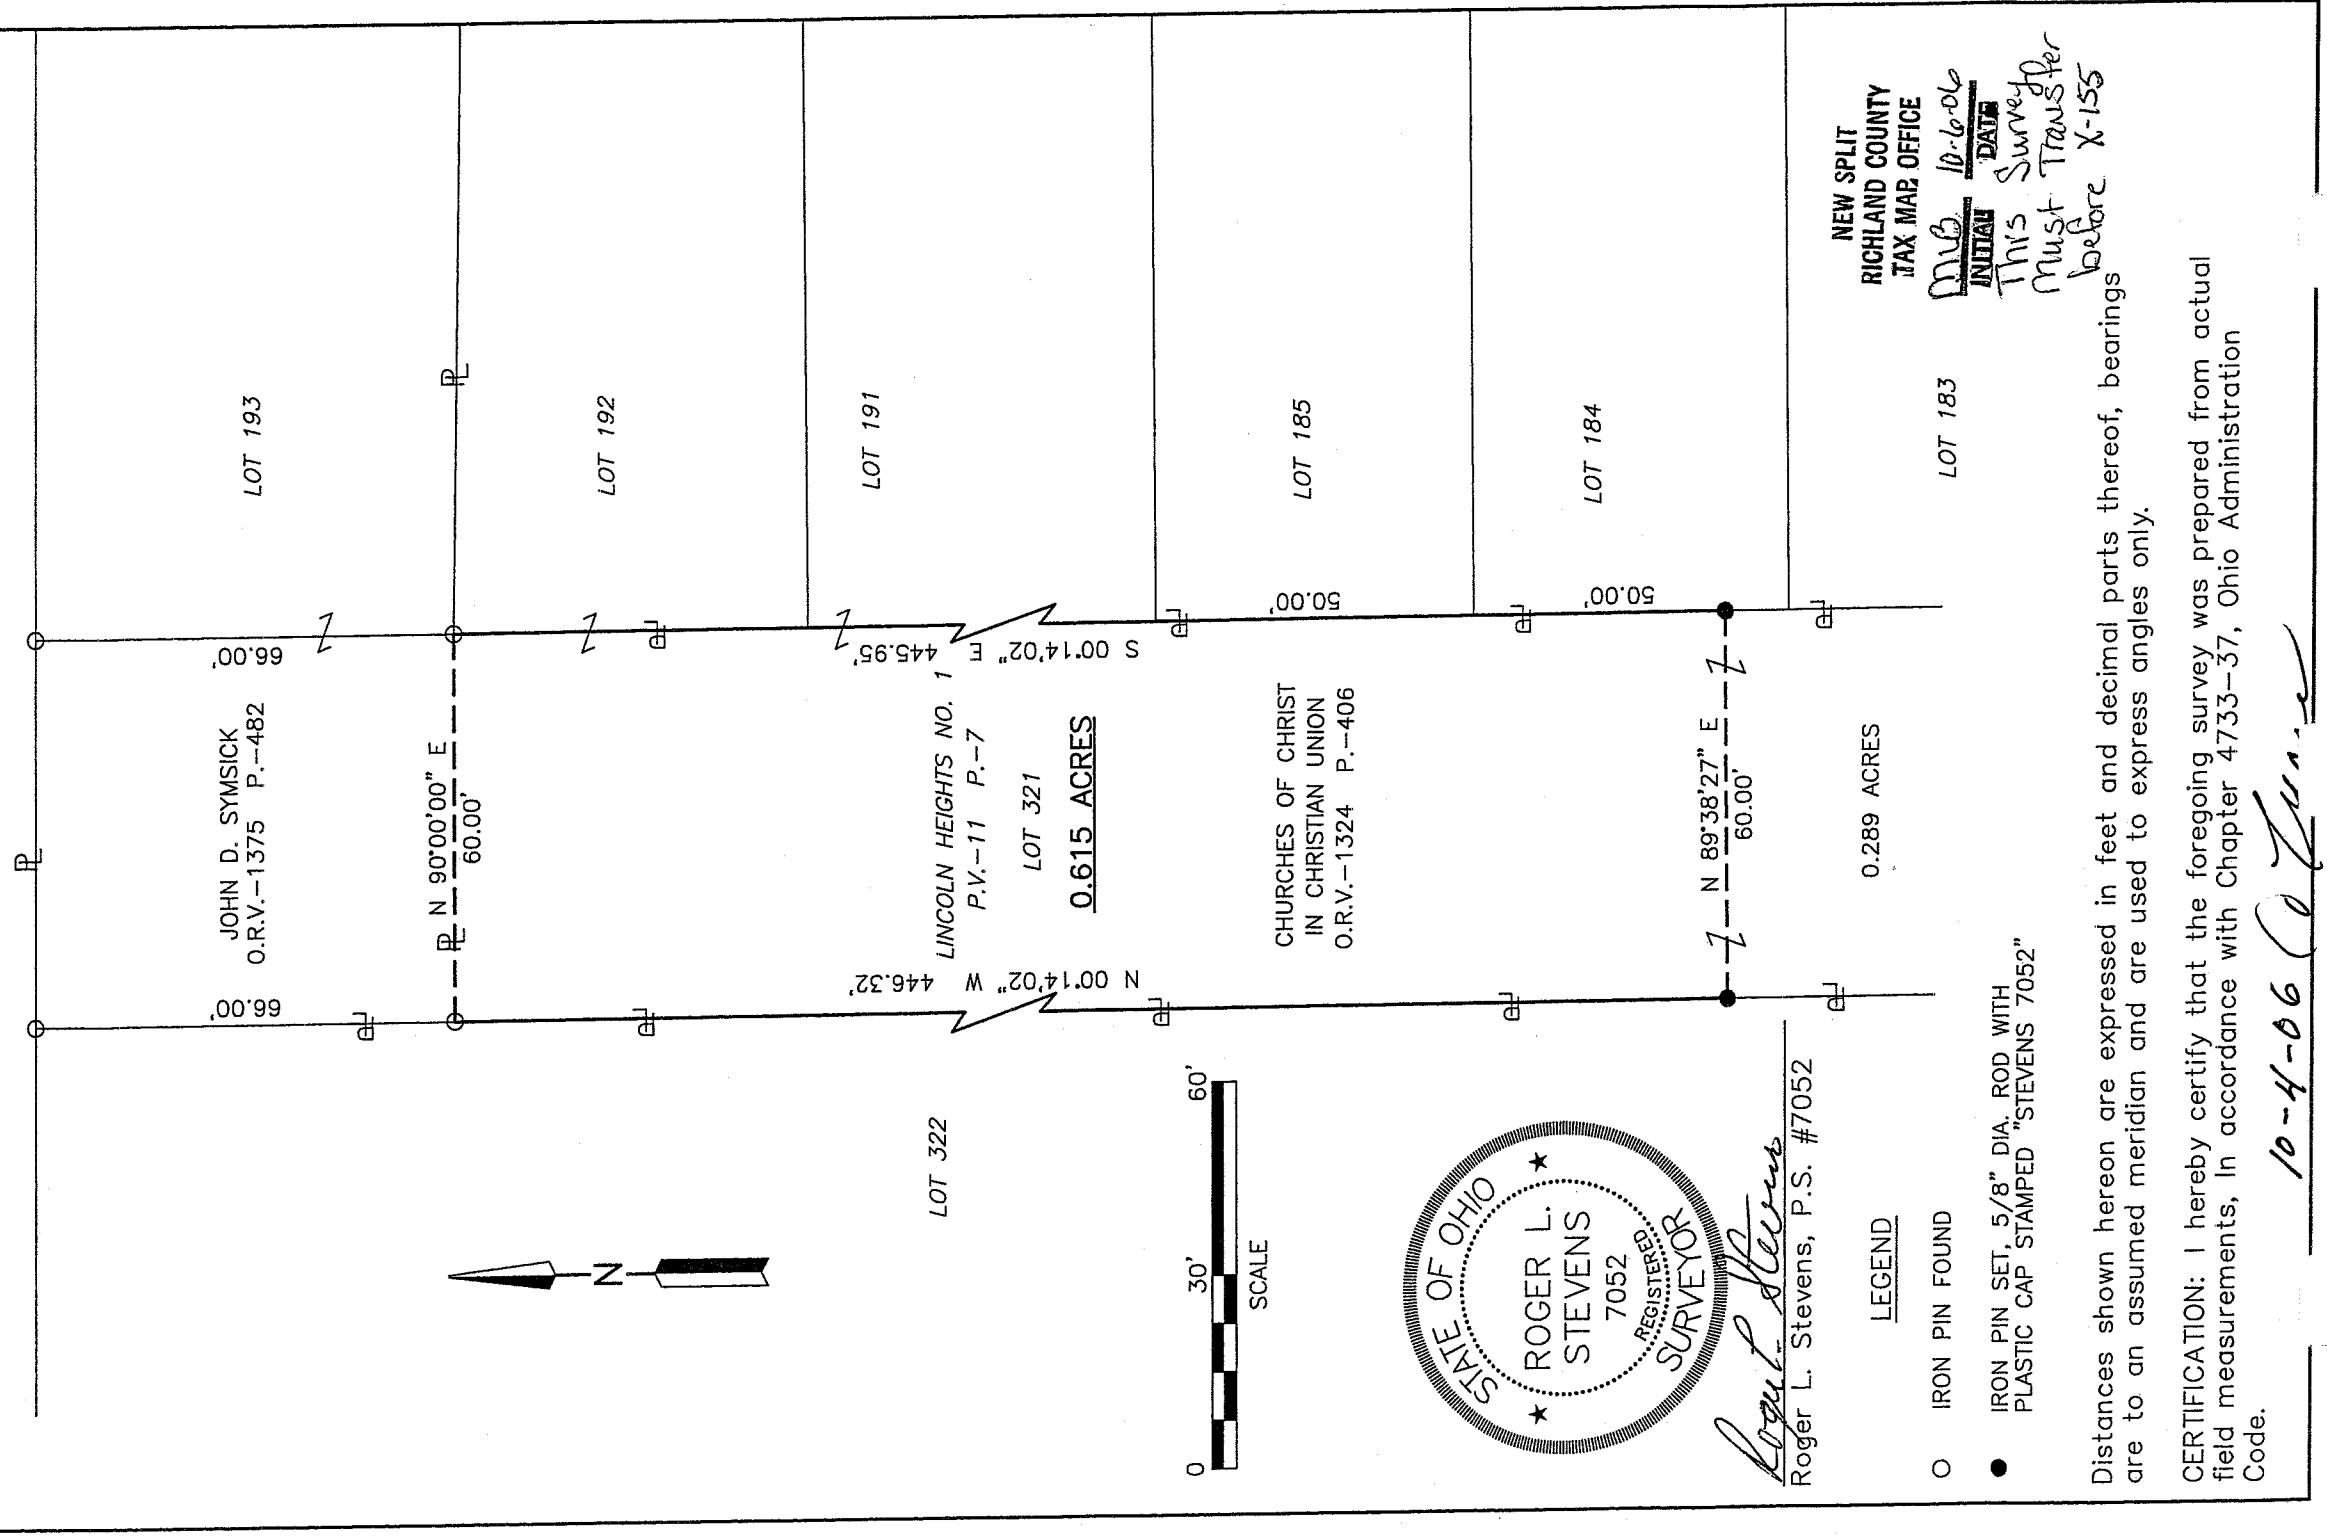 LOT 193
LOT 192
LOT 191
LOT 185
LOT 184
LOT 183
66.00'
66.00'
JOHN D. SYMSICK
O.R.V.–1375 P.–482
N 90°00'00" E
60.00'
S 00°14'02" E 445.95'
N 00°14'02" W 446.32'
50.00'
50.00'
LINCOLN HEIGHTS NO. 1
P.V.–11 P.–7
LOT 321
0.615 ACRES
CHURCHES OF CHRIST
IN CHRISTIAN UNION
O.R.V.–1324 P.–406
N 89°38'27" E
60.00'
0.289 ACRES
LOT 322
N
0 30' 60'
SCALE
STATE OF OHIO
ROGER L.
STEVENS
7052
REGISTERED
SURVEYOR
Roger L. Stevens
Roger L. Stevens, P.S. #7052
LEGEND
IRON PIN FOUND
IRON PIN SET, 5/8" DIA. ROD WITH
PLASTIC CAP STAMPED "STEVENS 7052"
NEW SPLIT
RICHLAND COUNTY
TAX MAP OFFICE
MB 10-6-06
INITIAL DATE
This Survey
Must Transfer
before X-155
Distances shown hereon are expressed in feet and decimal parts thereof, bearings
are to an assumed meridian and are used to express angles only.
CERTIFICATION: I hereby certify that the foregoing survey was prepared from actual
field measurements, In accordance with Chapter 4733–37, Ohio Administration
Code.
10-4-06